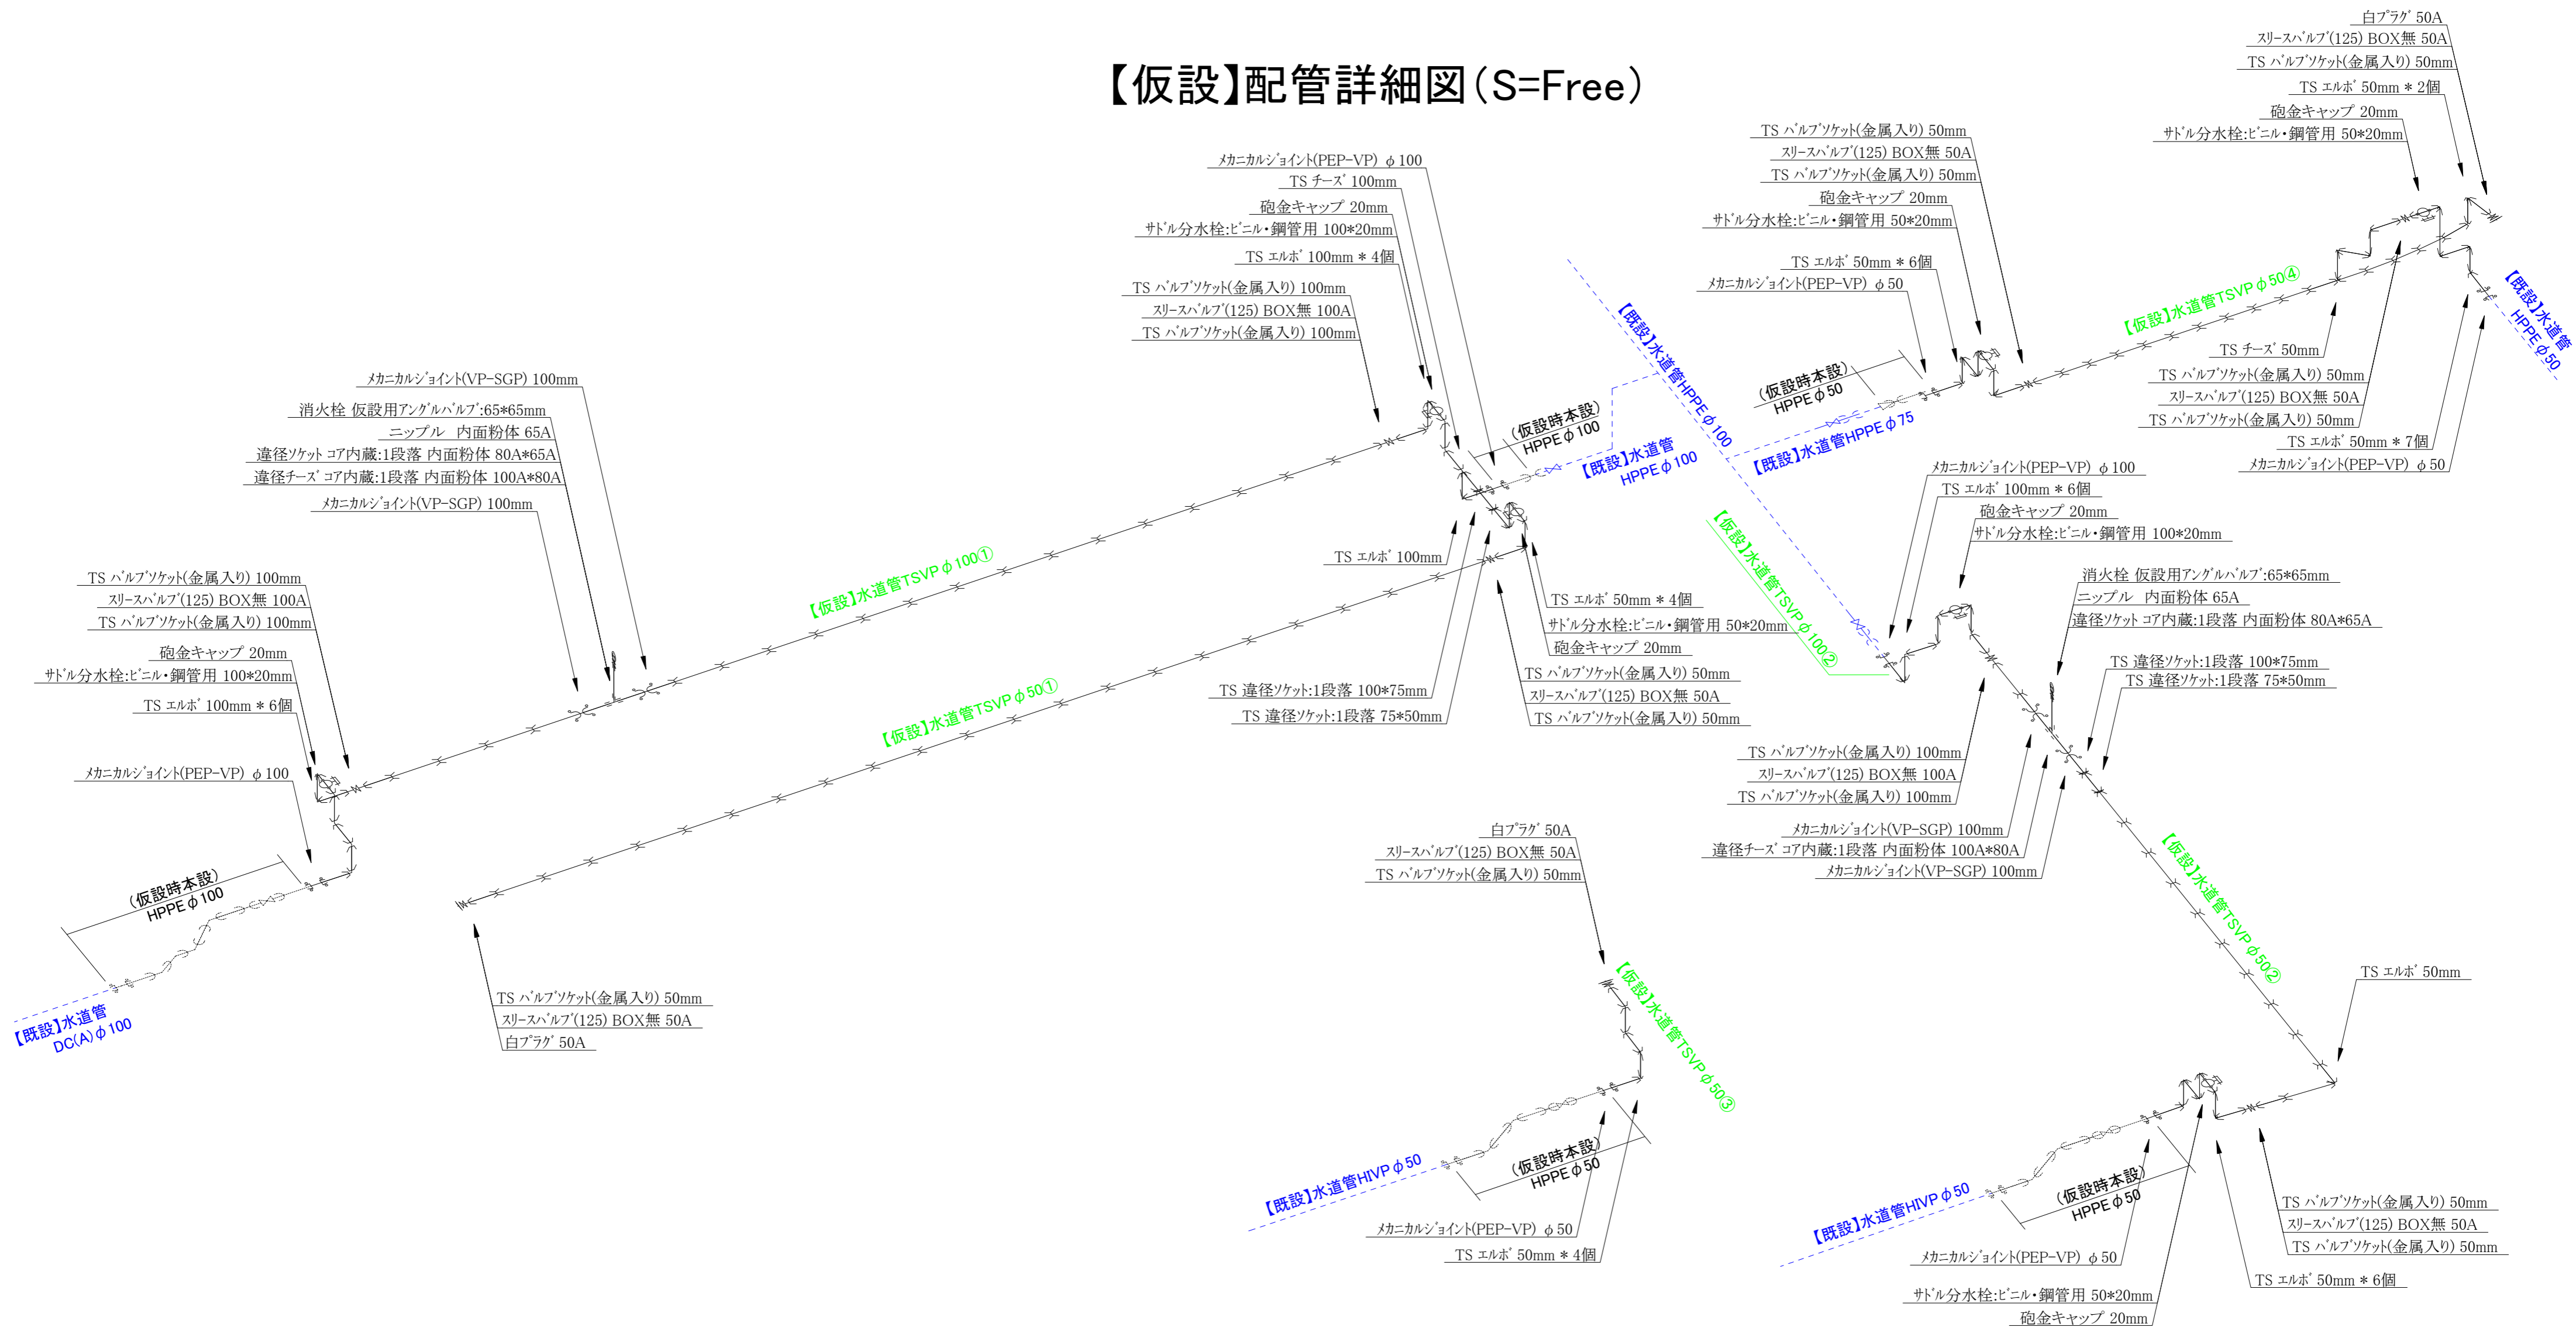 【仮設】配管詳細図(S=Free)
メカニカルジョイント(PEP-VP) φ100
TS チーズ 100mm
砲金キャップ 20mm
サドル分水栓:ビニル・鋼管用 100*20mm
TS エルボ 100mm * 4個
TS バルブソケット(金属入り) 100mm
スリースバルブ(125) BOX無 100A
TS バルブソケット(金属入り) 100mm
メカニカルジョイント(VP-SGP) 100mm
消火栓 仮設用アングルバルブ:65*65mm
ニップル 内面粉体 65A
違径ソケット コア内蔵:1段落 内面粉体 80A*65A
違径チーズ コア内蔵:1段落 内面粉体 100A*80A
メカニカルジョイント(VP-SGP) 100mm
TS バルブソケット(金属入り) 100mm
スリースバルブ(125) BOX無 100A
TS バルブソケット(金属入り) 100mm
砲金キャップ 20mm
サドル分水栓:ビニル・鋼管用 100*20mm
TS エルボ 100mm * 6個
メカニカルジョイント(PEP-VP) φ100
(仮設時本設)
HPPEφ100
【既設】水道管
DC(A)φ100
【仮設】水道管TSVPφ100①
【仮設】水道管TSVPφ50①
TS バルブソケット(金属入り) 50mm
スリースバルブ(125) BOX無 50A
白プラグ 50A
(仮設時本設)
HPPEφ100
【既設】水道管
HPPEφ100
TS エルボ 100mm
TS 違径ソケット:1段落 100*75mm
TS 違径ソケット:1段落 75*50mm
TS エルボ 50mm * 4個
サドル分水栓:ビニル・鋼管用 50*20mm
砲金キャップ 20mm
TS バルブソケット(金属入り) 50mm
スリースバルブ(125) BOX無 50A
TS バルブソケット(金属入り) 50mm
TS バルブソケット(金属入り) 50mm
スリースバルブ(125) BOX無 50A
TS バルブソケット(金属入り) 50mm
砲金キャップ 20mm
サドル分水栓:ビニル・鋼管用 50*20mm
TS エルボ 50mm * 6個
メカニカルジョイント(PEP-VP) φ50
【既設】水道管HPPEφ100
(仮設時本設)
HPPEφ50
【既設】水道管HPPEφ75
【仮設】水道管TSVPφ50④
白プラグ 50A
スリースバルブ(125) BOX無 50A
TS バルブソケット(金属入り) 50mm
TS エルボ 50mm * 2個
砲金キャップ 20mm
サドル分水栓:ビニル・鋼管用 50*20mm
【既設】水道管
HPPEφ50
TS チーズ 50mm
TS バルブソケット(金属入り) 50mm
スリースバルブ(125) BOX無 50A
TS バルブソケット(金属入り) 50mm
TS エルボ 50mm * 7個
メカニカルジョイント(PEP-VP) φ50
メカニカルジョイント(PEP-VP) φ100
TS エルボ 100mm * 6個
砲金キャップ 20mm
サドル分水栓:ビニル・鋼管用 100*20mm
【仮設】水道管TSVPφ100②
消火栓 仮設用アングルバルブ:65*65mm
ニップル 内面粉体 65A
違径ソケット コア内蔵:1段落 内面粉体 80A*65A
TS 違径ソケット:1段落 100*75mm
TS 違径ソケット:1段落 75*50mm
TS バルブソケット(金属入り) 100mm
スリースバルブ(125) BOX無 100A
TS バルブソケット(金属入り) 100mm
メカニカルジョイント(VP-SGP) 100mm
違径チーズ コア内蔵:1段落 内面粉体 100A*80A
メカニカルジョイント(VP-SGP) 100mm
【仮設】水道管TSVPφ50②
TS エルボ 50mm
白プラグ 50A
スリースバルブ(125) BOX無 50A
TS バルブソケット(金属入り) 50mm
【仮設】水道管TSVPφ50③
【既設】水道管HIVPφ50
(仮設時本設)
HPPEφ50
メカニカルジョイント(PEP-VP) φ50
TS エルボ 50mm * 4個
【既設】水道管HIVPφ50
(仮設時本設)
HPPEφ50
メカニカルジョイント(PEP-VP) φ50
サドル分水栓:ビニル・鋼管用 50*20mm
砲金キャップ 20mm
TS バルブソケット(金属入り) 50mm
スリースバルブ(125) BOX無 50A
TS バルブソケット(金属入り) 50mm
TS エルボ 50mm * 6個